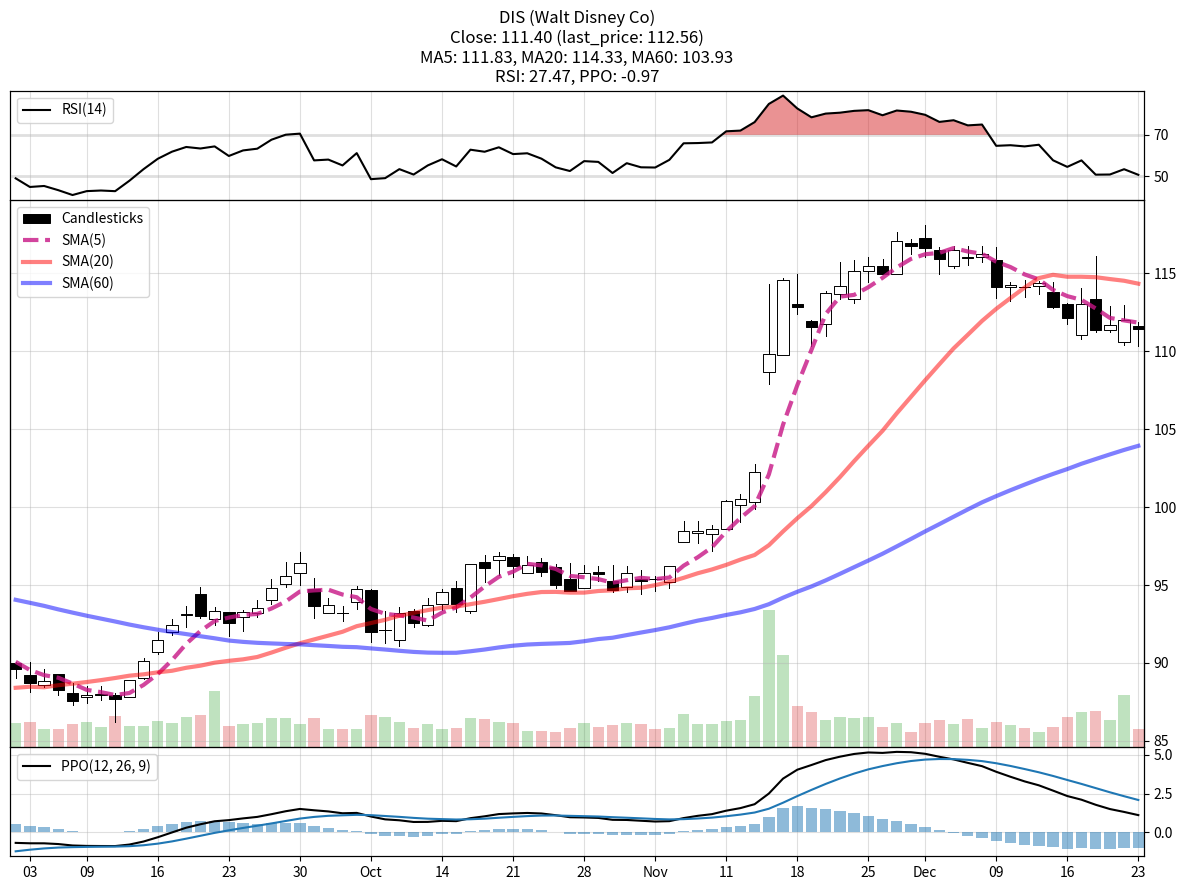 DIS (Walt Disney Co)
Close: 111.40 (last_price: 112.56)
MA5: 111.83, MA20: 114.33, MA60: 103.93
RSI: 27.47, PPO: -0.97
RSI(14)
70
50
Candlesticks
SMA(5)
SMA(20)
SMA(60)
115
110
105
100
95
90
85
PPO(12, 26, 9)
5.0
2.5
0.0
03 09 16 23 30 Oct 14 21 28 Nov 11 18 25 Dec 09 16 23